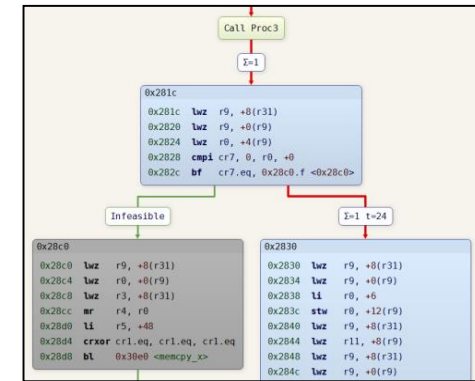 Call Proc3
Σ=1
0x281c
0x281c lwz r9, +8(r31)
0x2820 lwz r9, +0(r9)
0x2824 lwz r0, +4(r9)
0x2828 cmpi cr7, 0, r0, +0
0x282c bf cr7.eq, 0x28c0.f <0x28c0>
Infeasible
Σ=1 t=24
0x28c0
0x28c0 lwz r9, +8(r31)
0x28c4 lwz r0, +0(r9)
0x28c8 lwz r3, +8(r31)
0x28cc mr r4, r0
0x28d0 li r5, +48
0x28d4 crxor cr1.eq, cr1.eq, cr1.eq
0x28d8 bl 0x30e0 <memcpy_x>
0x2830
0x2830 lwz r9, +8(r31)
0x2834 lwz r9, +0(r9)
0x2838 li r0, +6
0x283c stw r0, +12(r9)
0x2840 lwz r9, +8(r31)
0x2844 lwz r11, +8(r9)
0x2848 lwz r9, +8(r31)
0x284c lwz r9, +0(r9)